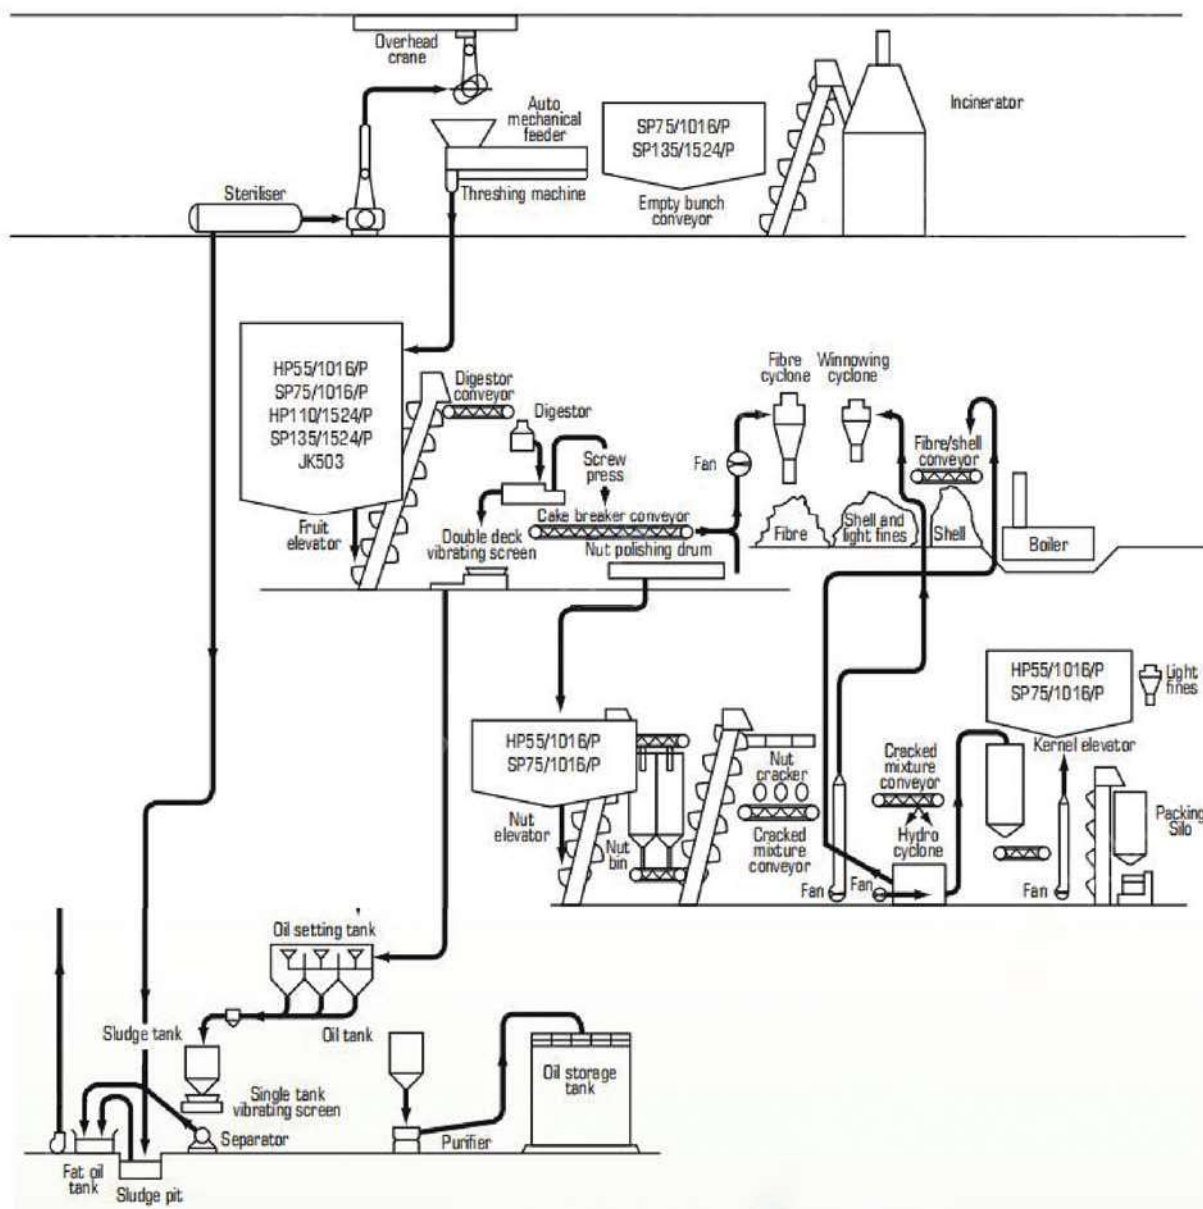 Overhead
crane
Auto
mechanical
feeder
Threshing machine
SP75/1016/P
SP135/1524/P
Empty bunch
conveyor
Incinerator
Steriliser
HP55/1016/P
SP75/1016/P
HP110/1524/P
SP135/1524/P
JK503
Fruit
elevator
Digestor
conveyor
Digestor
Screw
press
Double deck
vibrating screen
Cake breaker conveyor
Nut polishing drum
Fan
Fibre
cyclone
Winnowing
cyclone
Fibre/shell
conveyor
Fibre
Shell and
light fines
Shell
Boiler
HP55/1016/P
SP75/1016/P
Nut
elevator
Nut
bin
Nut
cracker
Cracked
mixture
conveyor
Fan
Fan
Cracked
mixture
conveyor
Hydro
cyclone
HP55/1016/P
SP75/1016/P
Kernel elevator
Light
fines
Fan
Packing
Silo
Oil setting tank
Sludge tank
Oil tank
Single tank
vibrating screen
Separator
Fat oil
tank
Sludge pit
Purifier
Oil storage
tank